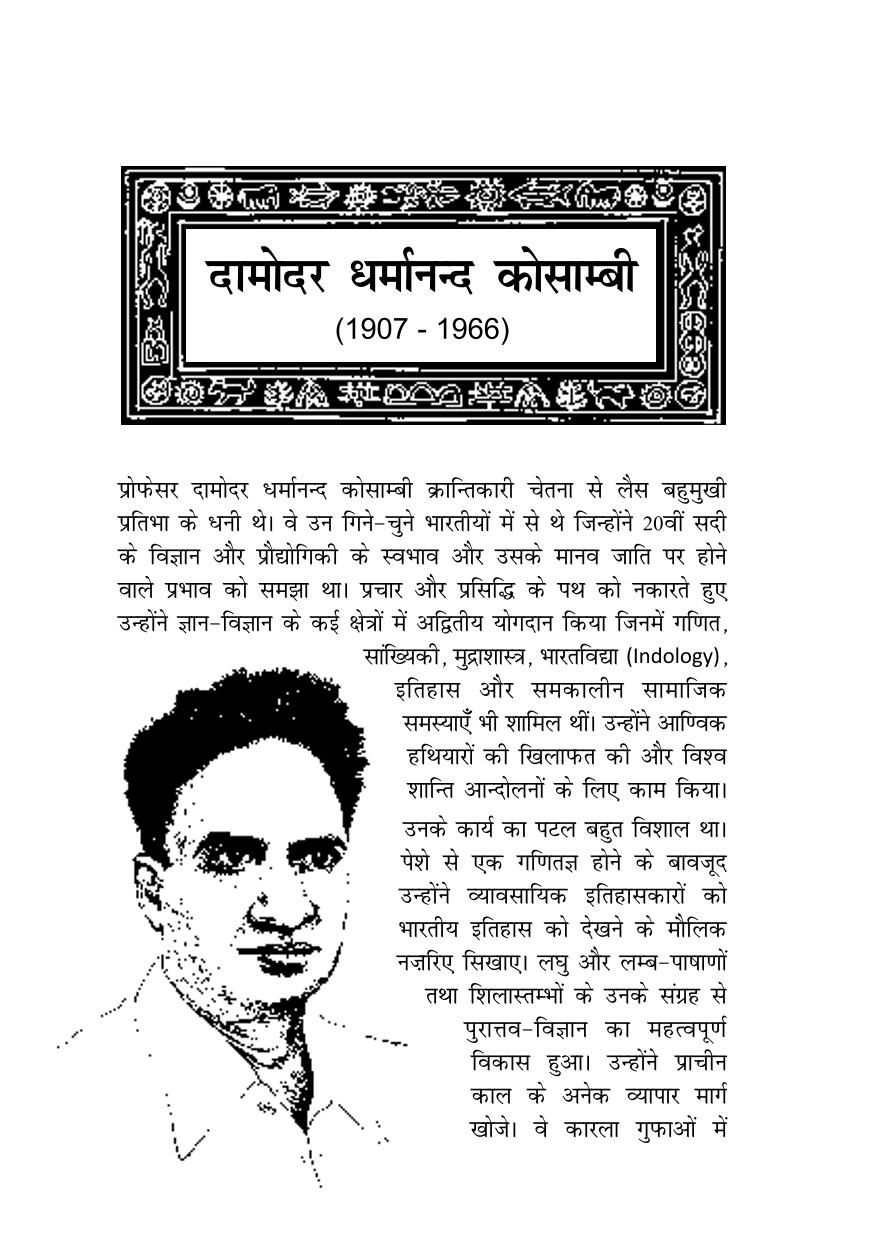 दामोदर धर्मानन्द कोसाम्बी
(1907 - 1966)
प्रोफेसर दामोदर धर्मानन्द कोसाम्बी क्रान्तिकारी चेतना से लैस बहुमुखी
प्रतिभा के धनी थे। वे उन गिने-चुने भारतीयों में से थे जिन्होंने 20वीं सदी
के विज्ञान और प्रौद्योगिकी के स्वभाव और उसके मानव जाति पर होने
वाले प्रभाव को समझा था। प्रचार और प्रसिद्धि के पथ को नकारते हुए
उन्होंने ज्ञान-विज्ञान के कई क्षेत्रों में अद्वितीय योगदान किया जिनमें गणित,
सांख्यिकी, मुद्राशास्त्र, भारतविद्या (Indology),
इतिहास और समकालीन सामाजिक
समस्याएँ भी शामिल थीं। उन्होंने आण्विक
हथियारों की खिलाफत की और विश्व
शान्ति आन्दोलनों के लिए काम किया।
उनके कार्य का पटल बहुत विशाल था।
पेशे से एक गणितज्ञ होने के बावजूद
उन्होंने व्यावसायिक इतिहासकारों को
भारतीय इतिहास को देखने के मौलिक
नज़रिए सिखाए। लघु और लम्ब-पाषाणों
तथा शिलास्तम्भों के उनके संग्रह से
पुरात्तव-विज्ञान का महत्वपूर्ण
विकास हुआ। उन्होंने प्राचीन
काल के अनेक व्यापार मार्ग
खोजे। वे कारला गुफाओं में